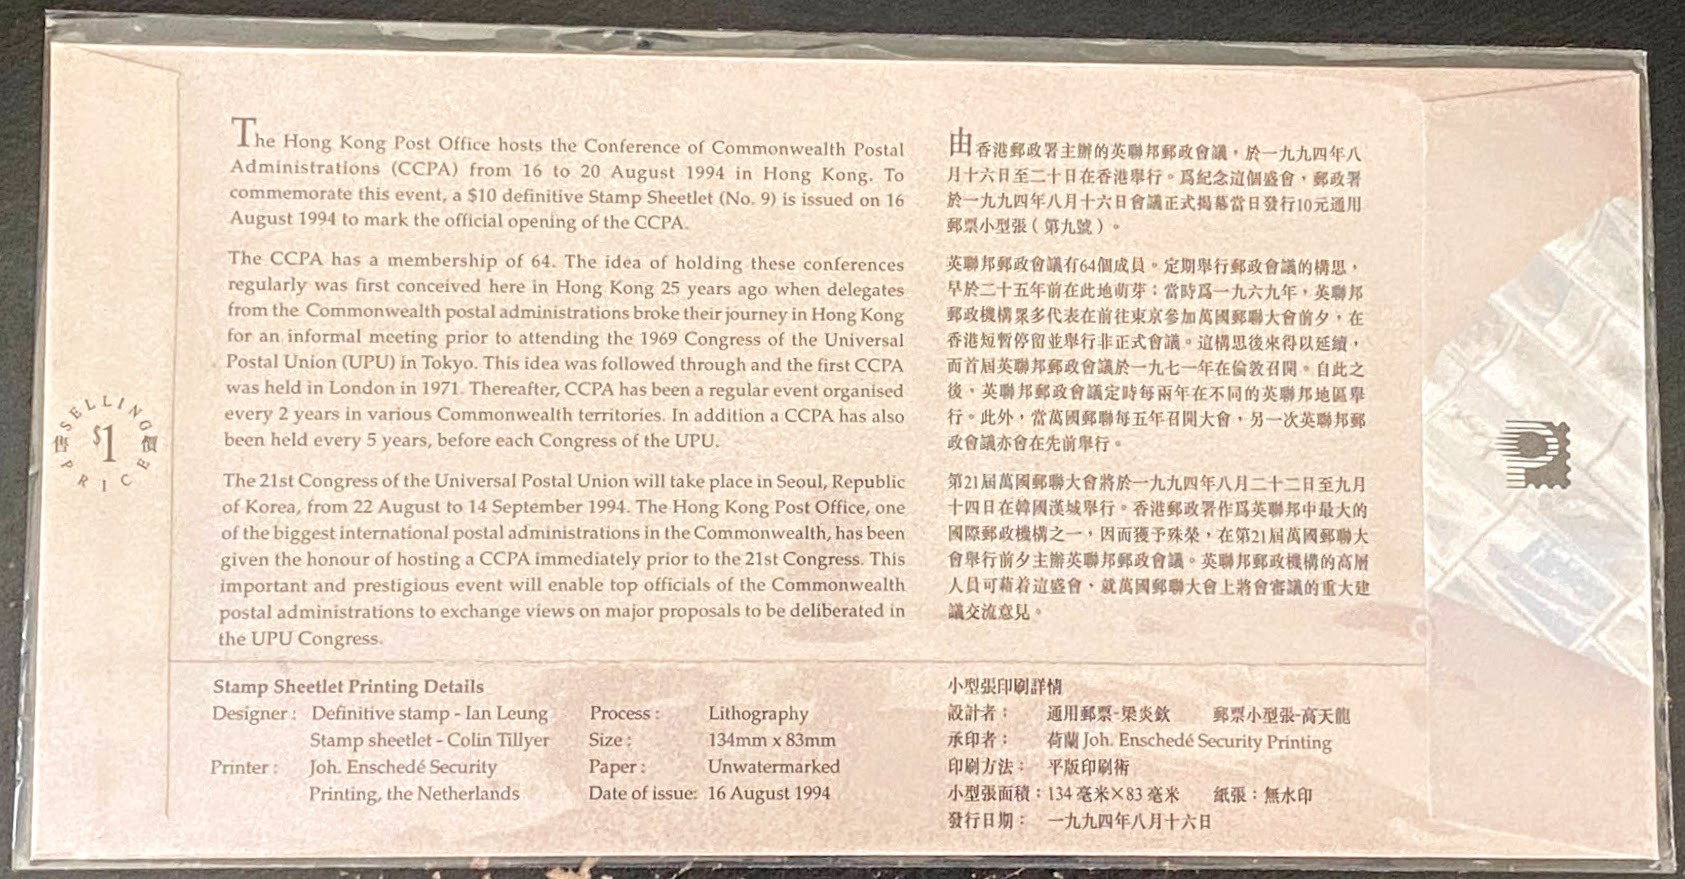 The Hong Kong Post Office hosts the Conference of Commonwealth Postal
Administrations (CCPA) from 16 to 20 August 1994 in Hong Kong. To
commemorate this event, a $10 definitive Stamp Sheetlet (No. 9) is issued on 16
August 1994 to mark the official opening of the CCPA.
The CCPA has a membership of 64. The idea of holding these conferences
regularly was first conceived here in Hong Kong 25 years ago when delegates
from the Commonwealth postal administrations broke their journey in Hong Kong
for an informal meeting prior to attending the 1969 Congress of the Universal
Postal Union (UPU) in Tokyo. This idea was followed through and the first CCPA
was held in London in 1971. Thereafter, CCPA has been a regular event organised
every 2 years in various Commonwealth territories. In addition a CCPA has also
been held every 5 years, before each Congress of the UPU.
The 21st Congress of the Universal Postal Union will take place in Seoul, Republic
of Korea, from 22 August to 14 September 1994. The Hong Kong Post Office, one
of the biggest international postal administrations in the Commonwealth, has been
given the honour of hosting a CCPA immediately prior to the 21st Congress. This
important and prestigious event will enable top officials of the Commonwealth
postal administrations to exchange views on major proposals to be deliberated in
the UPU Congress.
由香港郵政署主辦的英聯邦郵政會議，於一九九四年八
月十六日至二十日在香港舉行。爲紀念這個盛會，郵政署
於一九九四年八月十六日會議正式揭幕當日發行10元通用
郵票小型張（第九號）。
英聯邦郵政會議有64個成員。定期舉行郵政會議的構思，
早於二十五年前在此地萌芽；當時爲一九六九年，英聯邦
郵政機構眾多代表在前往東京參加萬國郵聯大會前夕，在
香港短暫停留並舉行非正式會議。這構思後來得以延續，
而首屆英聯邦郵政會議於一九七一年在倫敦召開。自此之
後，英聯邦郵政會議定時每兩年在不同的英聯邦地區舉
行。此外，當萬國郵聯每五年召開大會，另一次英聯邦郵
政會議亦會在先前舉行。
第21屆萬國郵聯大會將於一九九四年八月二十二日至九月
十四日在韓國漢城舉行。香港郵政署作爲英聯邦中最大的
國際郵政機構之一，因而獲予殊榮，在第21屆萬國郵聯大
會舉行前夕主辦英聯邦郵政會議。英聯邦郵政機構的高層
人員可藉着這盛會，就萬國郵聯大會上將會審議的重大建
議交流意見。
SELLING
售 $1 價
PRICE
Stamp Sheetlet Printing Details
Designer : Definitive stamp - Ian Leung Process : Lithography
Stamp sheetlet - Colin Tillyer Size : 134mm x 83mm
Printer : Joh. Enschedé Security Paper : Unwatermarked
Printing, the Netherlands Date of issue: 16 August 1994
小型張印刷詳情
設計者： 通用郵票-梁炎欽 郵票小型張-高天龍
承印者： 荷蘭 Joh. Enschedé Security Printing
印刷方法： 平版印刷術
小型張面積：134 毫米×83 毫米 紙張：無水印
發行日期： 一九九四年八月十六日